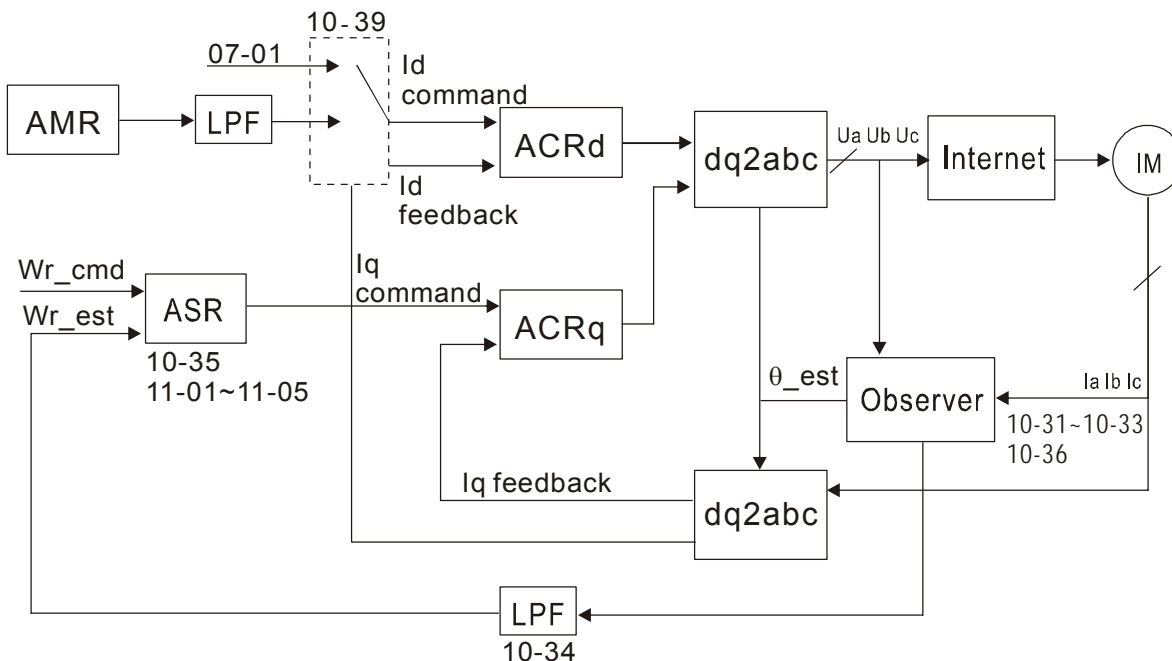 10-39
07-01
AMR
LPF
Id
command
ACRd
Id
feedback
dq2abc
Ua Ub Uc
Internet
IM
Wr_cmd
Wr_est
ASR
10-35
11-01~11-05
Iq
command
ACRq
θ_est
Observer
Ia Ib Ic
10-31~10-33
10-36
Iq feedback
dq2abc
LPF
10-34